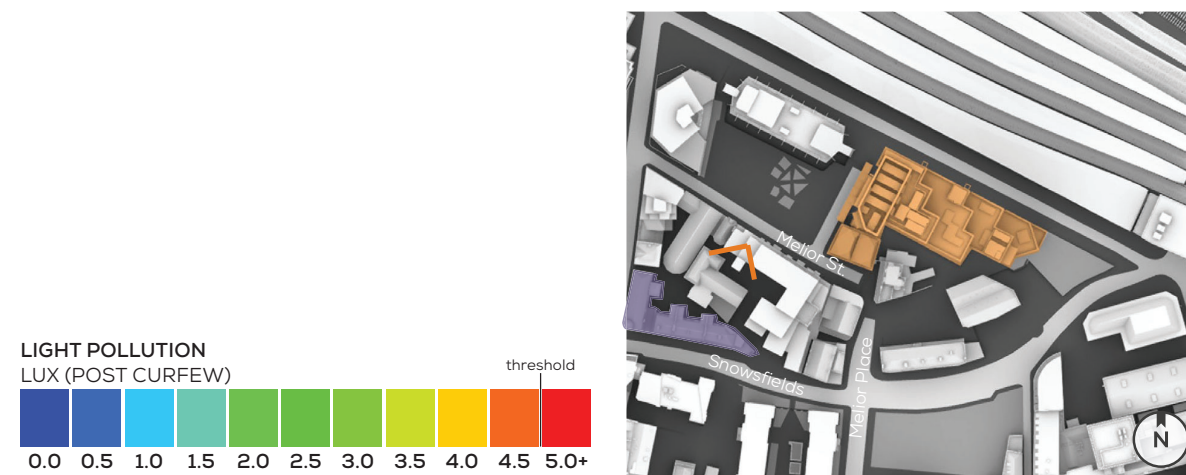 LIGHT POLLUTION
LUX (POST CURFEW)
threshold
0.0 0.5 1.0 1.5 2.0 2.5 3.0 3.5 4.0 4.5 5.0+
Melior St.
Snowsfields
Melior Place
N